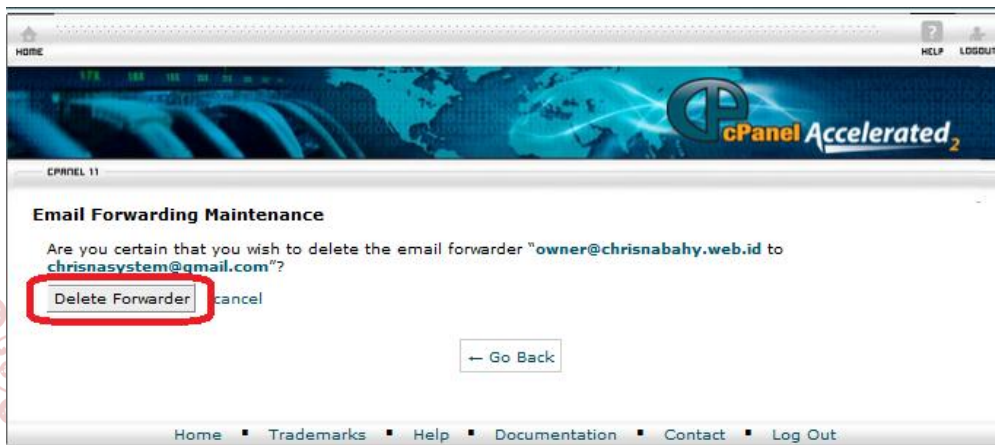 HOME
HELP LOGOUT
cPanel Accelerated2
CPANEL 11
Email Forwarding Maintenance
Are you certain that you wish to delete the email forwarder "owner@chrisnabahy.web.id to
chrisnasystem@gmail.com"?
Delete Forwarder cancel
← Go Back
Home ▪ Trademarks ▪ Help ▪ Documentation ▪ Contact ▪ Log Out